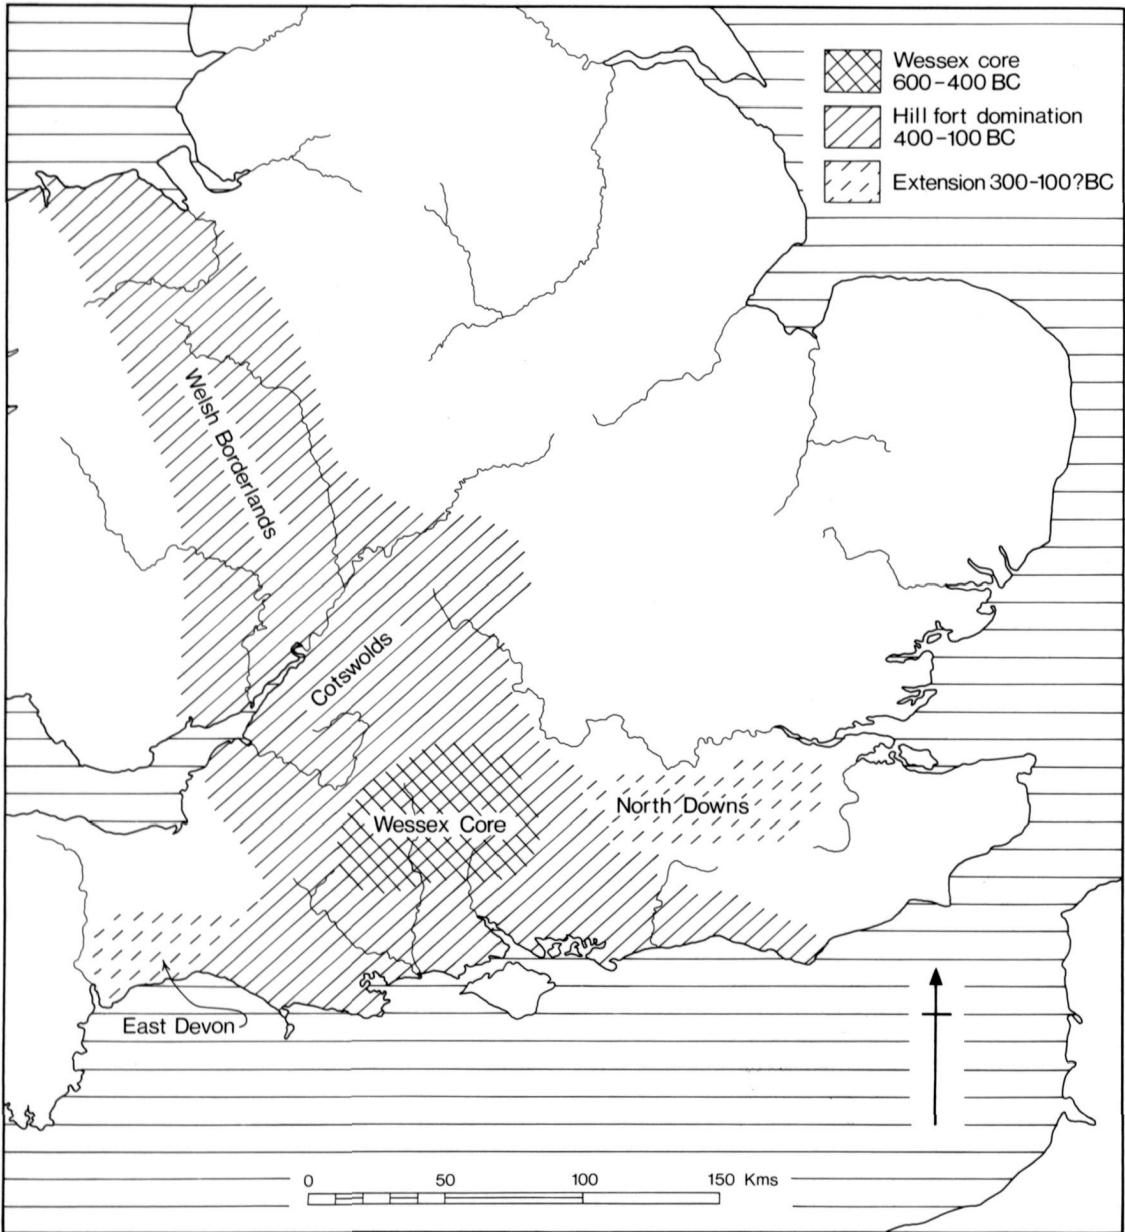 Wessex core
600-400 BC
Hill fort domination
400-100 BC
Extension 300-100?BC
Welsh Borderlands
Cotswolds
Wessex Core
North Downs
East Devon
0 50 100 150 Kms